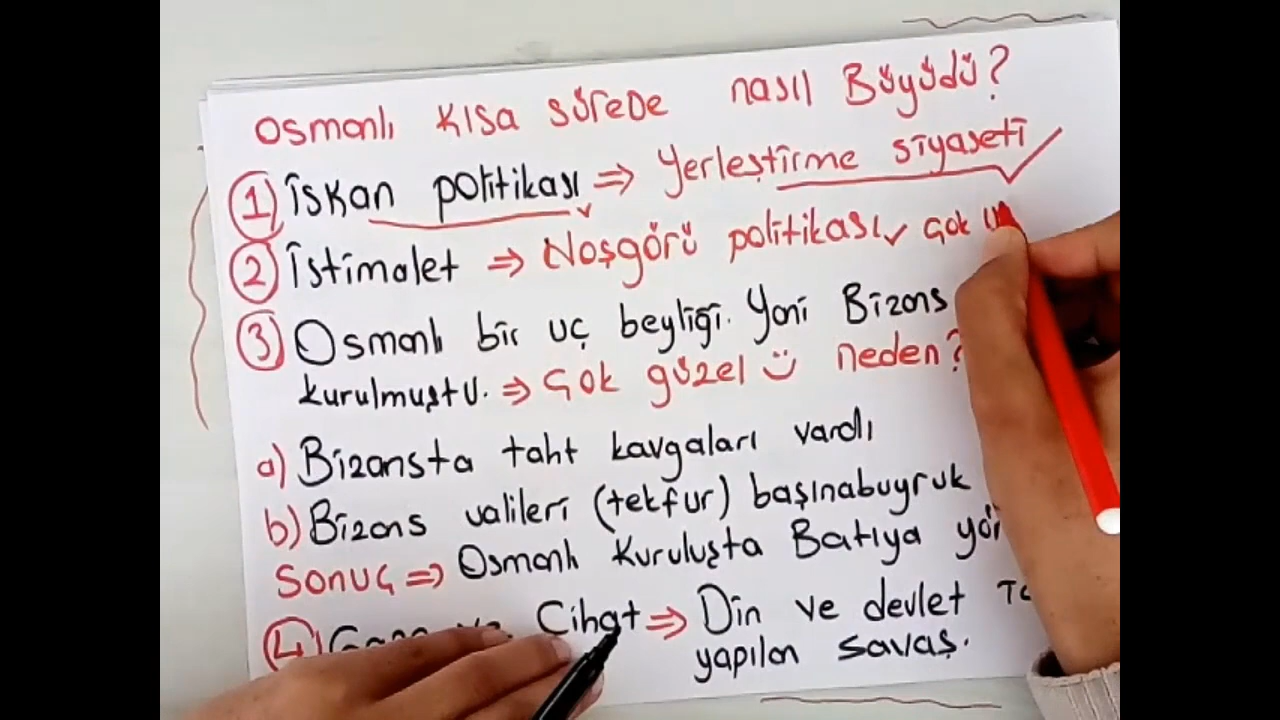 Osmanlı Kısa sürede nasıl Büyüdü?
1 İskan politikası ⇒ Yerleştirme siyaseti
2 İstimalet ⇒ Hoşgörü politikası Çok
3 Osmanlı bir uç beyliği. Yani Bizans
kurulmuştu. ⇒ Çok güzel neden?
a) Bizansta taht kavgaları vardı
b) Bizans valileri (tekfur) başınabuyruk
Sonuç ⇒ Osmanlı Kuruluşta Batıya
4 Cihat ⇒ Din ve devlet
yapılan savaş.